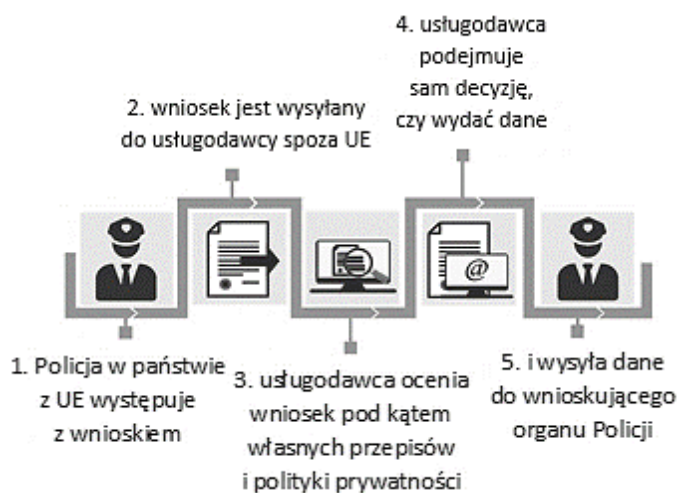 1. Policja w państwie
z UE występuje
z wnioskiem
2. wniosek jest wysyłany
do usługodawcy spoza UE
3. usługodawca ocenia
wniosek pod kątem
własnych przepisów
i polityki prywatności
4. usługodawca
podejmuje
sam decyzję,
czy wydać dane
@
5. i wysyła dane
do wnioskującego
organu Policji